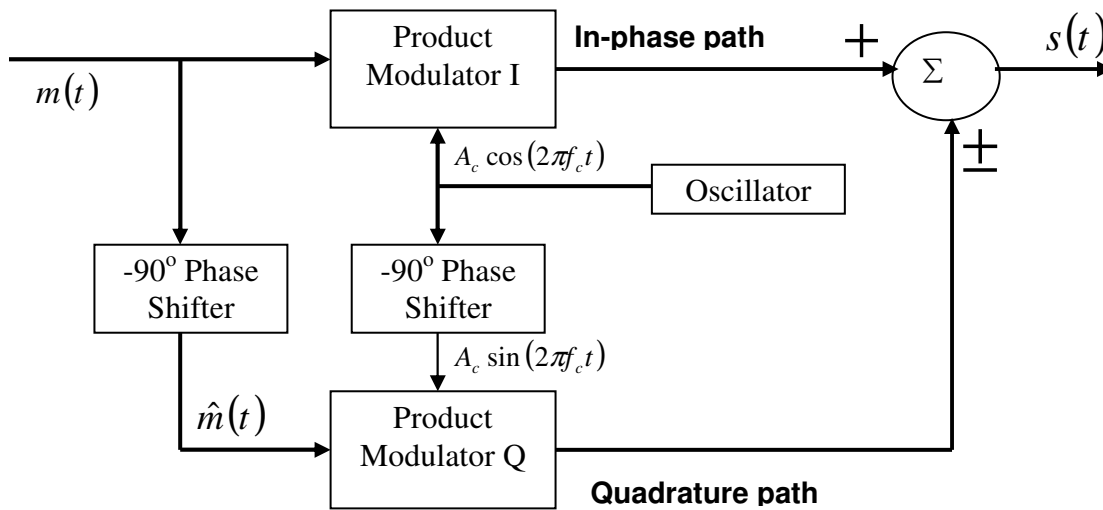 Product
Modulator I
In-phase path
+
Σ
s(t)
m(t)
A_c cos(2πf_c t)
±
Oscillator
-90° Phase
Shifter
-90° Phase
Shifter
A_c sin(2πf_c t)
m̂(t)
Product
Modulator Q
Quadrature path